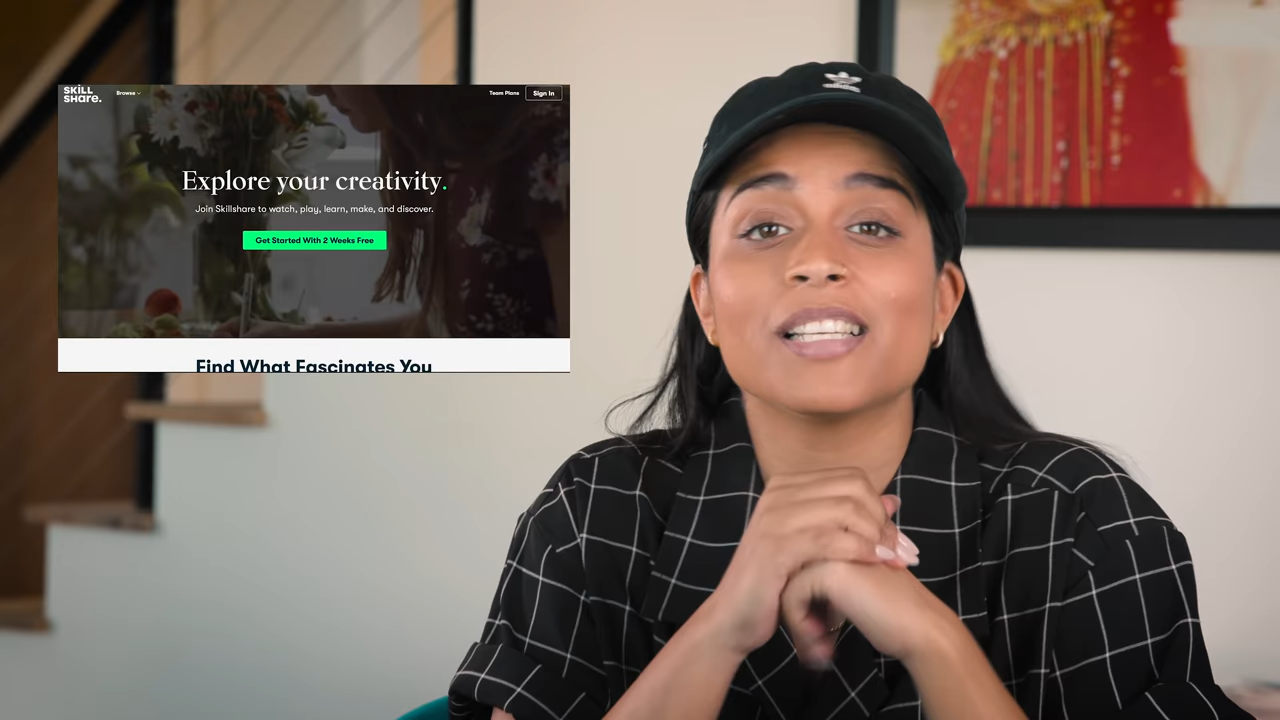 SKILL
SHARE.
Browse
Team Plans
Sign In
Explore your creativity.
Join Skillshare to watch, play, learn, make, and discover.
Get Started With 2 Weeks Free
Find What Fascinates You